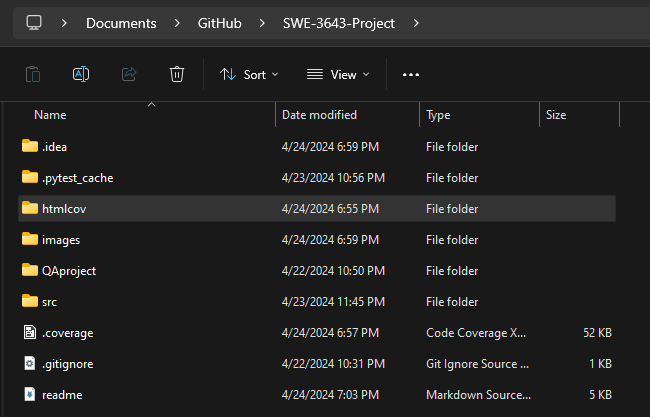 Documents > GitHub > SWE-3643-Project >
Sort View
Name Date modified Type Size
.idea 4/24/2024 6:59 PM File folder
.pytest_cache 4/23/2024 10:56 PM File folder
htmlcov 4/24/2024 6:55 PM File folder
images 4/24/2024 6:59 PM File folder
QAproject 4/22/2024 10:50 PM File folder
src 4/23/2024 11:45 PM File folder
.coverage 4/24/2024 6:57 PM Code Coverage X... 52 KB
.gitignore 4/22/2024 10:31 PM Git Ignore Source ... 1 KB
readme 4/24/2024 7:03 PM Markdown Source... 5 KB